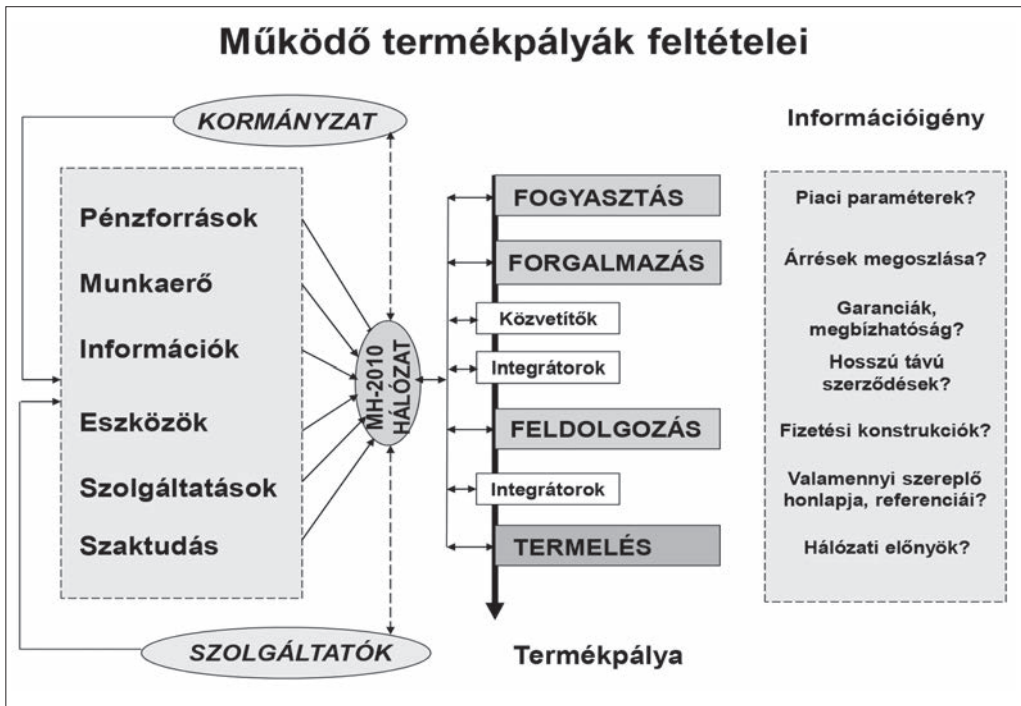 Működő termékpályák feltételei
KORMÁNYZAT
Pénzforrások
Munkaerő
Információk
Eszközök
Szolgáltatások
Szaktudás
SZOLGÁLTATÓK
MH-2010
HÁLÓZAT
FOGYASZTÁS
FORGALMAZÁS
Közvetítők
Integrátorok
FELDOLGOZÁS
Integrátorok
TERMELÉS
Termékpálya
Információigény
Piaci paraméterek?
Árrések megoszlása?
Garanciák,
megbízhatóság?
Hosszú távú
szerződések?
Fizetési konstrukciók?
Valamennyi szereplő
honlapja, referenciái?
Hálózati előnyök?